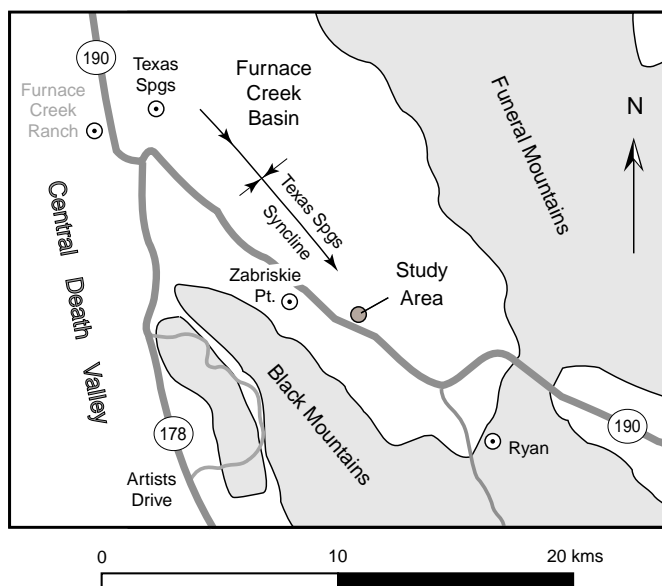 190
Texas
Spgs
Furnace
Creek
Basin
Furnace
Creek
Ranch
Funeral Mountains
N
Texas Spgs
Syncline
Central Death Valley
Zabriskie
Pt.
Study
Area
Black Mountains
178
190
Ryan
Artists
Drive
0
10
20 kms